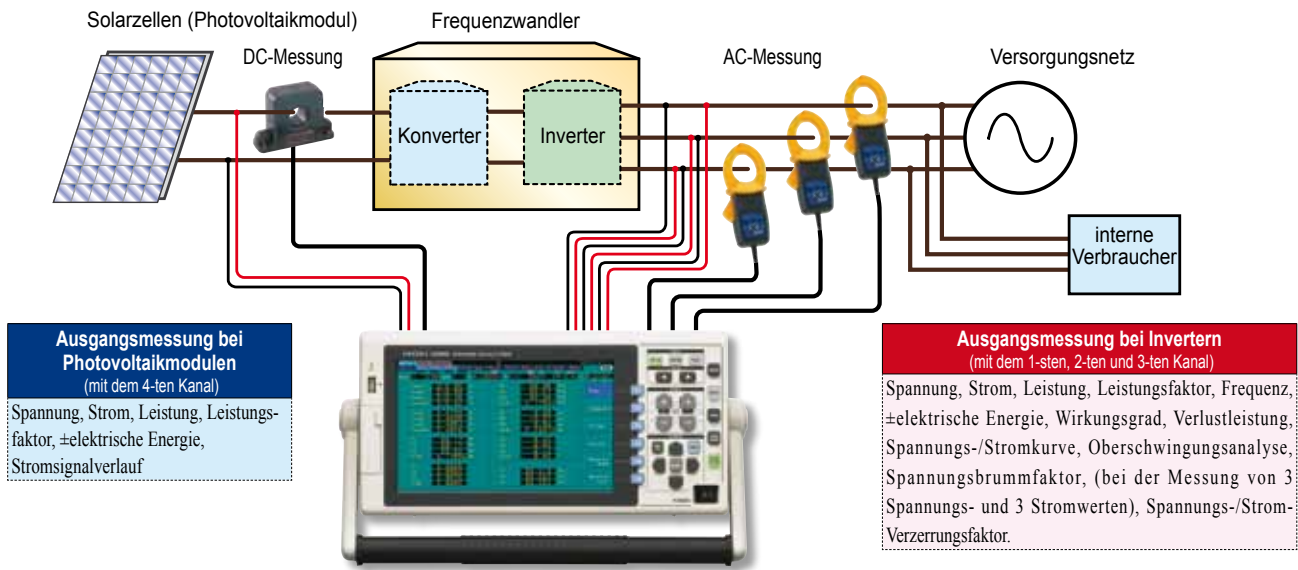 Solarzellen (Photovoltaikmodul)
Frequenzwandler
DC-Messung
AC-Messung
Versorgungsnetz
Konverter
Inverter
interne
Verbraucher
Ausgangsmessung bei
Photovoltaikmodulen
(mit dem 4-ten Kanal)
Spannung, Strom, Leistung, Leistungs-
faktor, ±elektrische Energie,
Stromsignalverlauf
Ausgangsmessung bei Invertern
(mit dem 1-sten, 2-ten und 3-ten Kanal)
Spannung, Strom, Leistung, Leistungsfaktor, Frequenz,
±elektrische Energie, Wirkungsgrad, Verlustleistung,
Spannungs-/Stromkurve, Oberschwingungsanalyse,
Spannungsbrummfaktor, (bei der Messung von 3
Spannungs- und 3 Stromwerten), Spannungs-/Strom-
Verzerrungsfaktor.